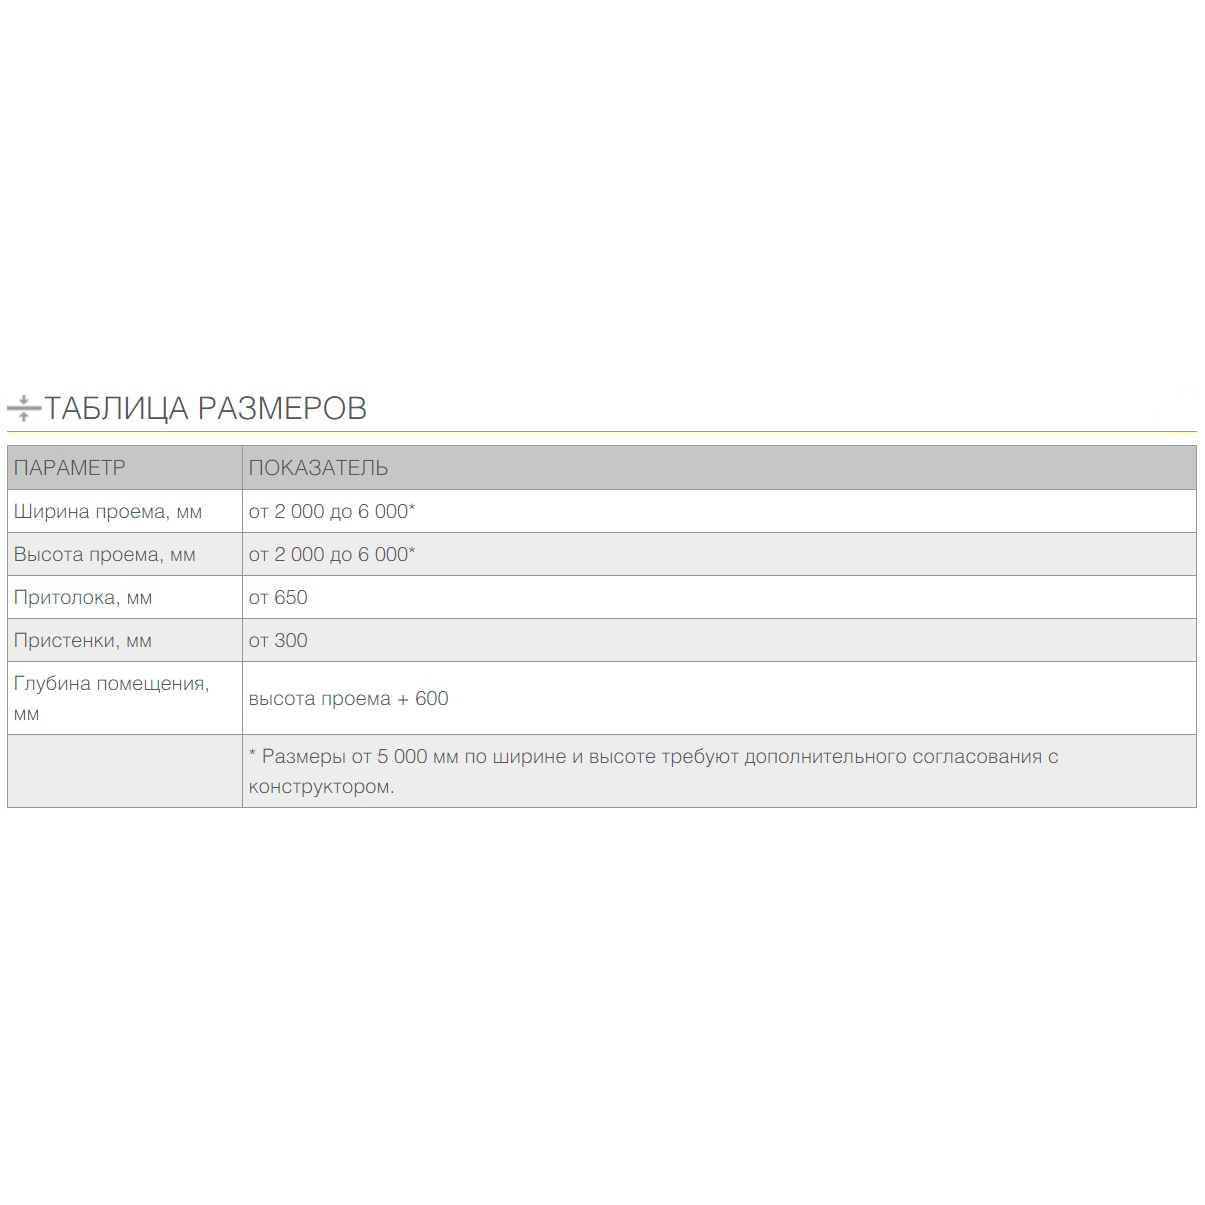 ТАБЛИЦА РАЗМЕРОВ
ПАРАМЕТР ПОКАЗАТЕЛЬ
Ширина проема, мм от 2 000 до 6 000*
Высота проема, мм от 2 000 до 6 000*
Притолока, мм от 650
Пристенки, мм от 300
Глубина помещения,
мм
высота проема + 600
* Размеры от 5 000 мм по ширине и высоте требуют дополнительного согласования с
конструктором.